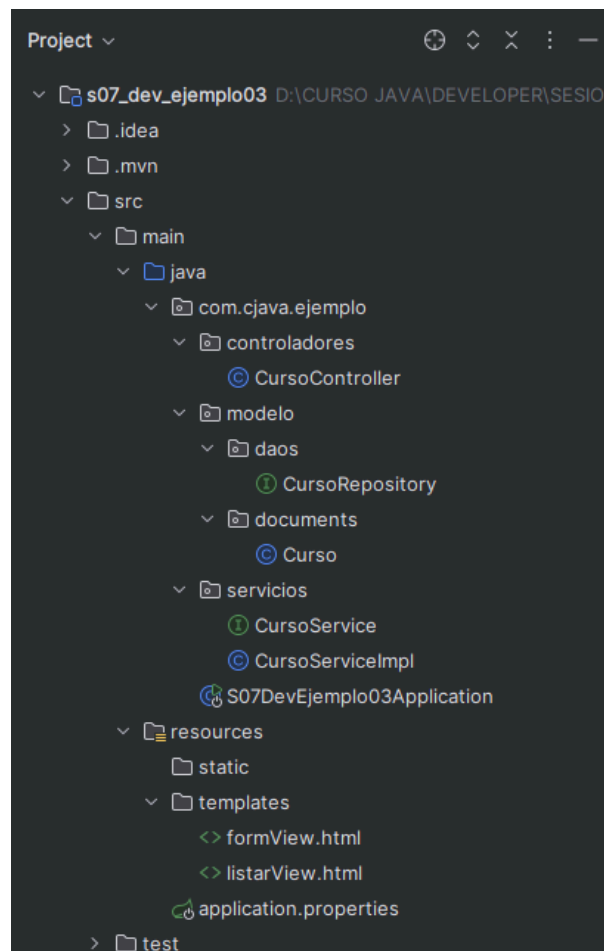 Project
s07_dev_ejemplo03 D:\CURSO JAVA\DEVELOPER\SESIO
.idea
.mvn
src
main
java
com.cjava.ejemplo
controladores
CursoController
modelo
daos
CursoRepository
documents
Curso
servicios
CursoService
CursoServiceImpl
S07DevEjemplo03Application
resources
static
templates
formView.html
listarView.html
application.properties
test